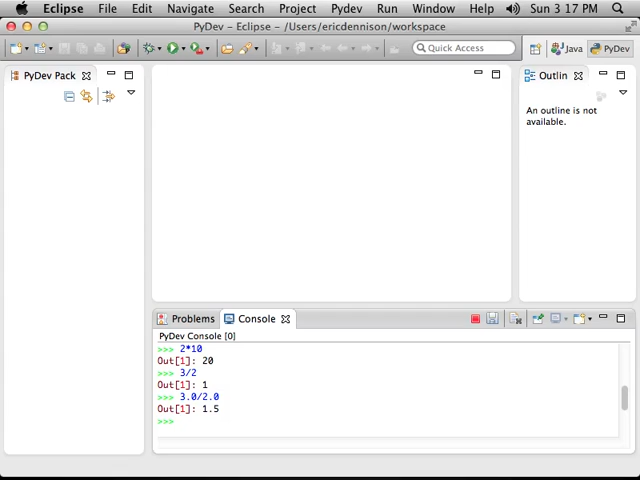 Eclipse File Edit Navigate Search Project Pydev Run Window Help Sun 3 17 PM
PyDev - Eclipse - /Users/ericdennison/workspace
Quick Access
Java
PyDev
PyDev Pack
Outlin
An outline is not
available.
Problems
Console
PyDev Console [0]
>>> 2*10
Out[1]: 20
>>> 3/2
Out[1]: 1
>>> 3.0/2.0
Out[1]: 1.5
>>>